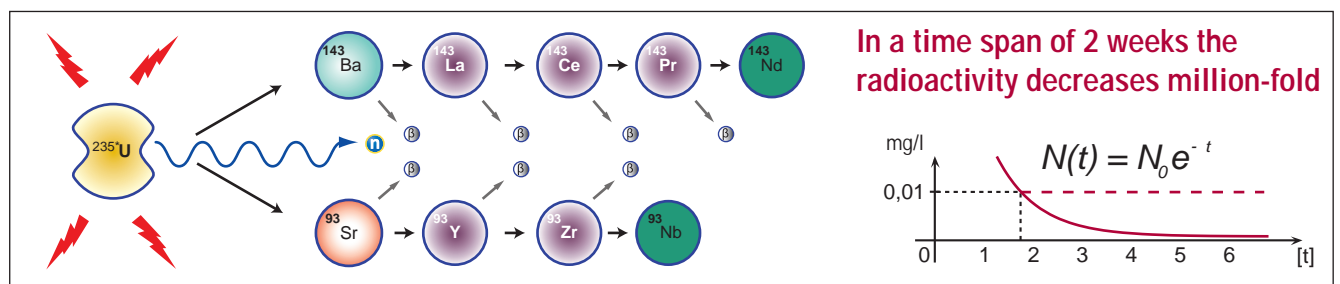 143 143 143 143 143
Ba La Ce Pr Nd
β β β β
235*U
n
β β β
93 93 93 93
Sr Y Zr Nb
In a time span of 2 weeks the
radioactivity decreases million-fold
mg/l
N(t) = N₀e⁻ ᵗ
0,01
0 1 2 3 4 5 6 [t]